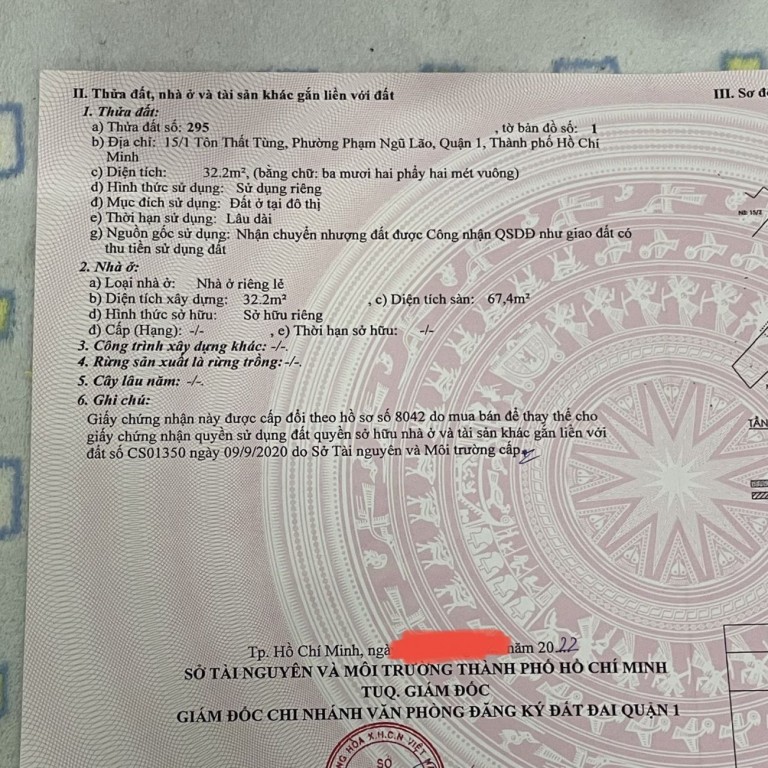 II. Thửa đất, nhà ở và tài sản khác gắn liền với đất
III. Sơ đ
1. Thửa đất:
a) Thửa đất số: 295 , tờ bản đồ số: 1
b) Địa chỉ: 15/1 Tôn Thất Tùng, Phường Phạm Ngũ Lão, Quận 1, Thành phố Hồ Chí
Minh
c) Diện tích: 32.2m², (bằng chữ: ba mươi hai phẩy hai mét vuông)
d) Hình thức sử dụng: Sử dụng riêng
đ) Mục đích sử dụng: Đất ở tại đô thị
e) Thời hạn sử dụng: Lâu dài
g) Nguồn gốc sử dụng: Nhận chuyển nhượng đất được Công nhận QSDĐ như giao đất có
thu tiền sử dụng đất
2. Nhà ở:
a) Loại nhà ở: Nhà ở riêng lẻ
b) Diện tích xây dựng: 32.2m² , c) Diện tích sàn: 67,4m²
d) Hình thức sở hữu: Sở hữu riêng
đ) Cấp (Hạng): -/- , e) Thời hạn sở hữu: -/-
3. Công trình xây dựng khác: -/-.
4. Rừng sản xuất là rừng trồng: -/-.
5. Cây lâu năm: -/-.
6. Ghi chú:
Giấy chứng nhận này được cấp đổi theo hồ sơ số 8042 do mua bán để thay thế cho
giấy chứng nhận quyền sử dụng đất quyền sở hữu nhà ở và tài sản khác gắn liền với
đất số CS01350 ngày 09/9/2020 do Sở Tài nguyên và Môi trường cấp.
NB: 15/2
TÂN
Tp. Hồ Chí Minh, ngà năm 2022
SỞ TÀI NGUYÊN VÀ MÔI TRƯỜNG THÀNH PHỐ HỒ CHÍ MINH
TUQ. GIÁM ĐỐC
GIÁM ĐỐC CHI NHÁNH VĂN PHÒNG ĐĂNG KÝ ĐẤT ĐAI QUẬN 1
NG HÒA X.H.C.N VIỆT
SỞ